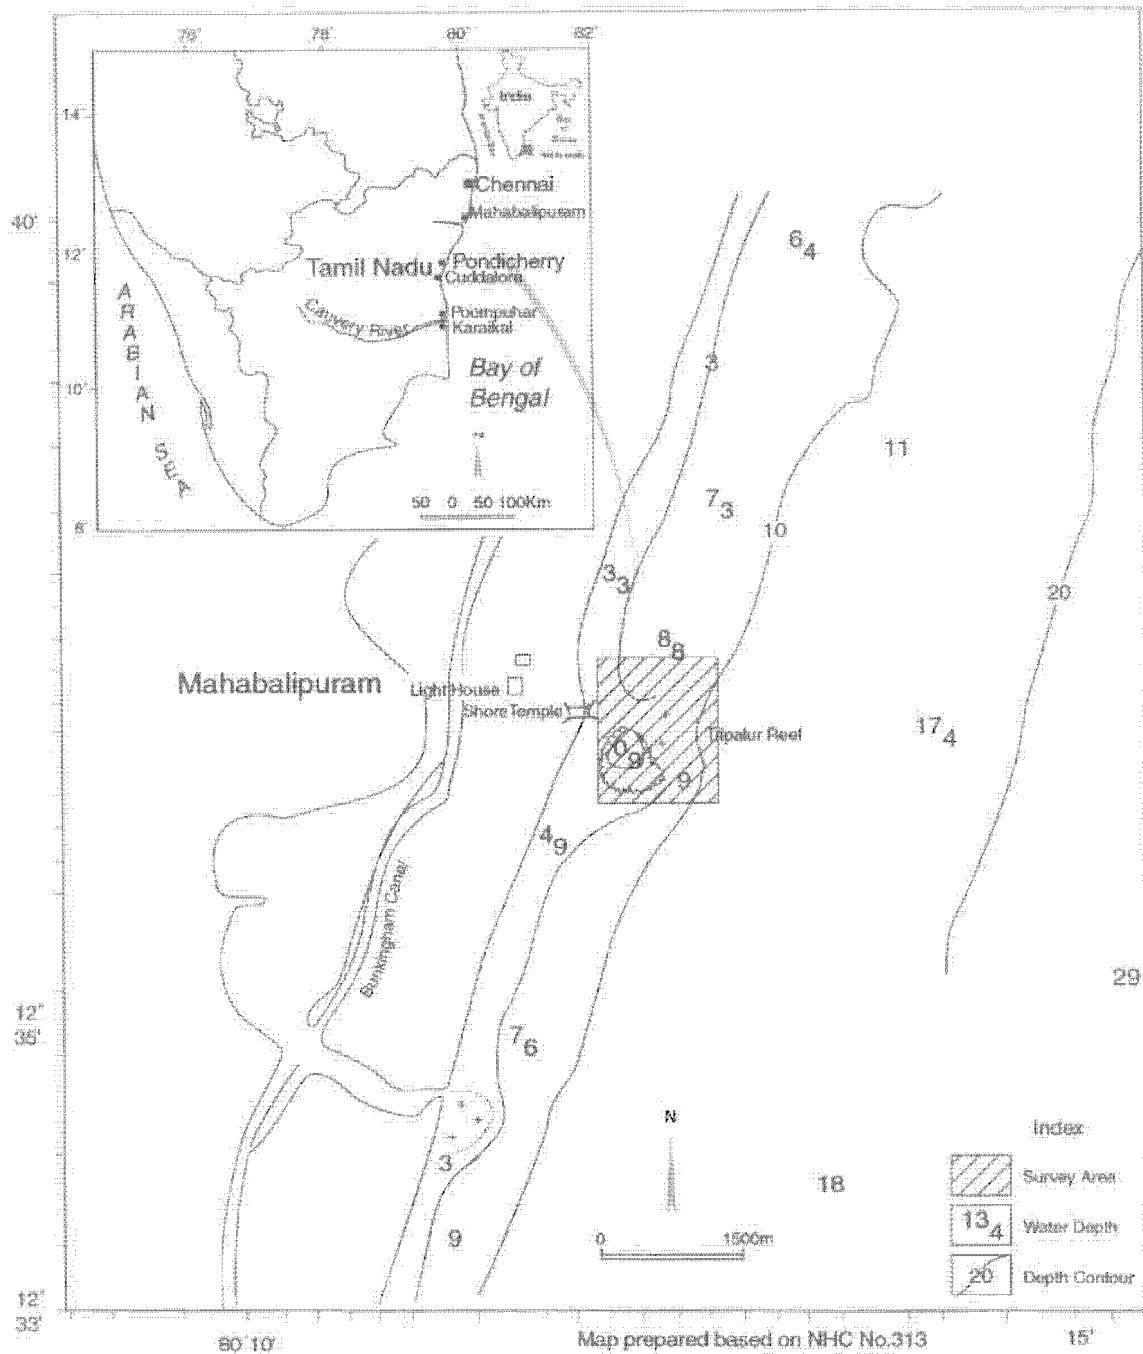 76°
78°
80°
82°
14°
India
Chennai
Mahabalipuram
40'
12°
Tamil Nadu
Pondicherry
Cuddalore
Cauvery River
Poompuhar
Karaikal
ARABIAN SEA
Bay of
Bengal
10°
N
50 0 50 100Km
8°
6₄
3
11
7₃
10
3₃
20
8₈
Mahabalipuram
Light House
Shore Temple
Tripalur Reef
17₄
0₉
9
4₉
Bunkingham Canal
29
12°
35'
7₆
3
9
N
0 1500m
18
Index
Survey Area
13₄ Water Depth
20 Depth Contour
12°
33'
80°10'
Map prepared based on NHC No.313
15'